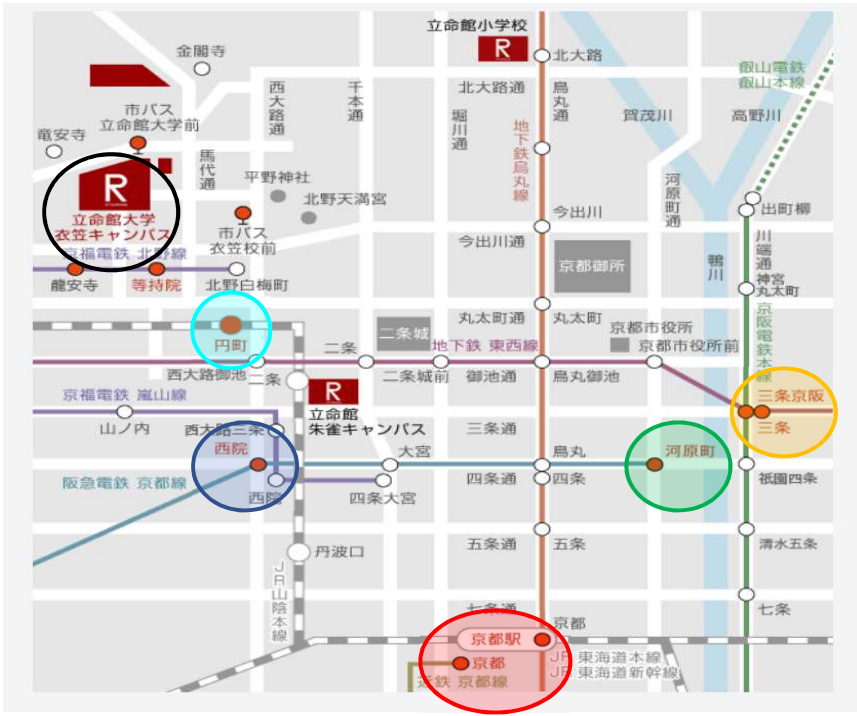 立命館小学校
R
北大路
金閣寺
叡山電鉄
叡山本線
西大路通
千本通
北大路通
烏丸通
市バス
立命館大学前
堀川通
地下鉄烏丸線
賀茂川
高野川
竜安寺
馬代通
平野神社
河原町通
R
北野天満宮
立命館大学
衣笠キャンパス
今出川
出町柳
市バス
衣笠校前
今出川通
京都御所
鴨川
川端通
京福電鉄 北野線
神宮
丸太町
龍安寺
等持院
北野白梅町
丸太町通
丸太町
京都市役所
京阪電鉄本線
円町
二条城
二条
地下鉄 東西線
京都市役所前
西大路御池
二条
二条城前
御池通
烏丸御池
京福電鉄 嵐山線
R
三条京阪
立命館
朱雀キャンパス
山ノ内
西大路三条
三条通
三条
西院
大宮
烏丸
河原町
阪急電鉄 京都線
西院
四条大宮
四条通
四条
祇園四条
丹波口
五条通
五条
清水五条
JR山陰本線
七条通
七条
京都
京都駅
京都
JR 東海道本線
JR 東海道新幹線
近鉄 京都線